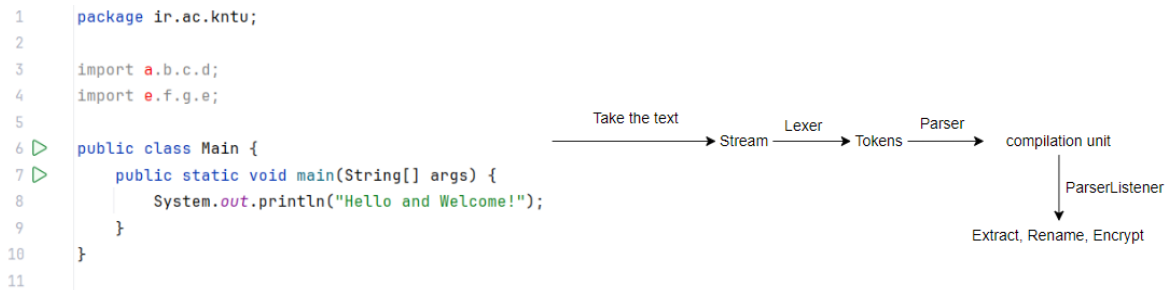 1 package ir.ac.kntu;
2
3 import a.b.c.d;
4 import e.f.g.e;
5
6 public class Main {
7 public static void main(String[] args) {
8 System.out.println("Hello and Welcome!");
9 }
10 }
11
Take the text
Stream
Lexer
Tokens
Parser
compilation unit
ParserListener
Extract, Rename, Encrypt